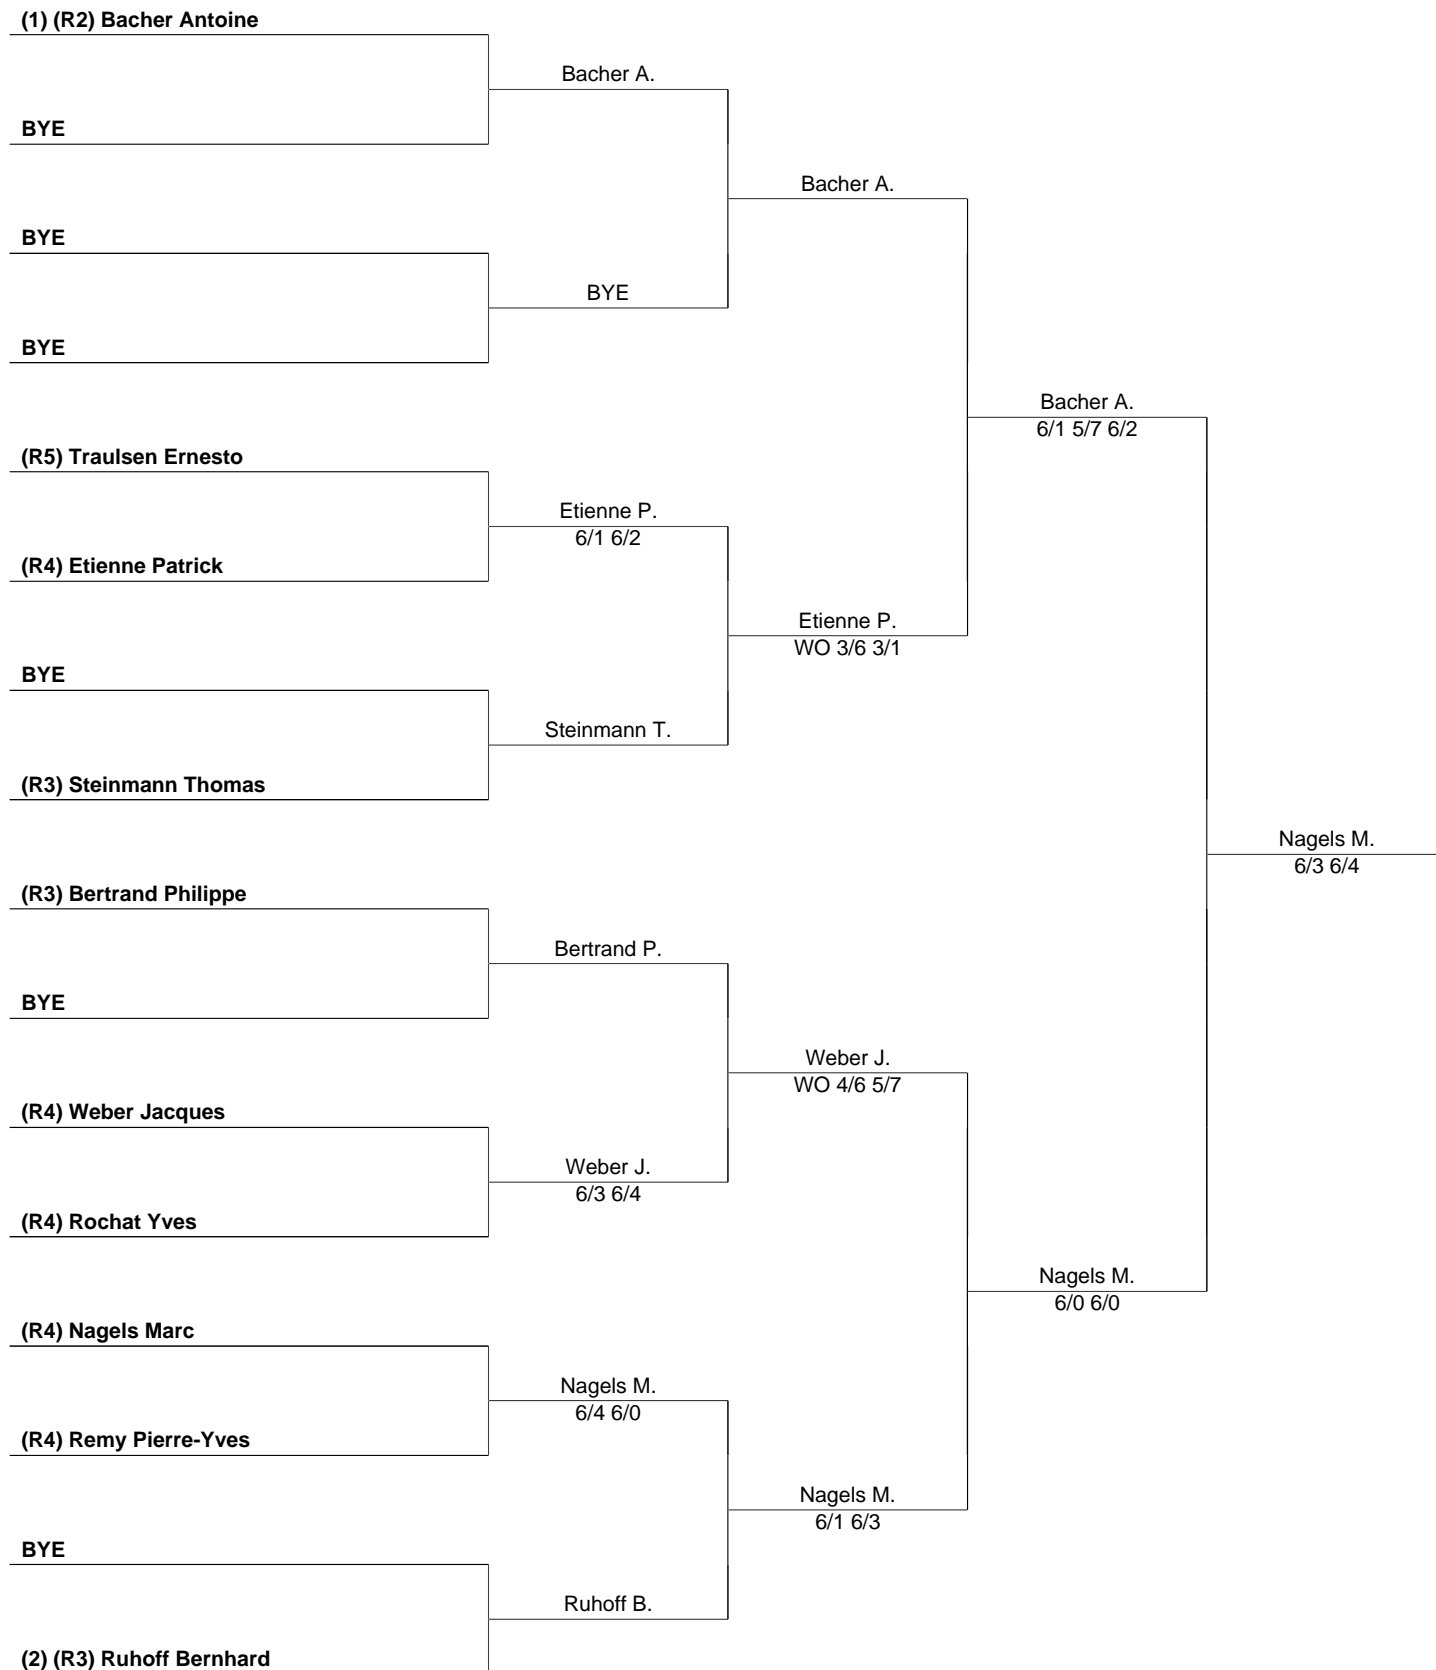 (1) (R2) Bacher Antoine
Bacher A.
BYE
Bacher A.
BYE
BYE
BYE
Bacher A.
6/1 5/7 6/2
(R5) Traulsen Ernesto
Etienne P.
6/1 6/2
(R4) Etienne Patrick
Etienne P.
WO 3/6 3/1
BYE
Steinmann T.
(R3) Steinmann Thomas
Nagels M.
6/3 6/4
(R3) Bertrand Philippe
Bertrand P.
BYE
Weber J.
WO 4/6 5/7
(R4) Weber Jacques
Weber J.
6/3 6/4
(R4) Rochat Yves
Nagels M.
6/0 6/0
(R4) Nagels Marc
Nagels M.
6/4 6/0
(R4) Remy Pierre-Yves
Nagels M.
6/1 6/3
BYE
Ruhoff B.
(2) (R3) Ruhoff Bernhard